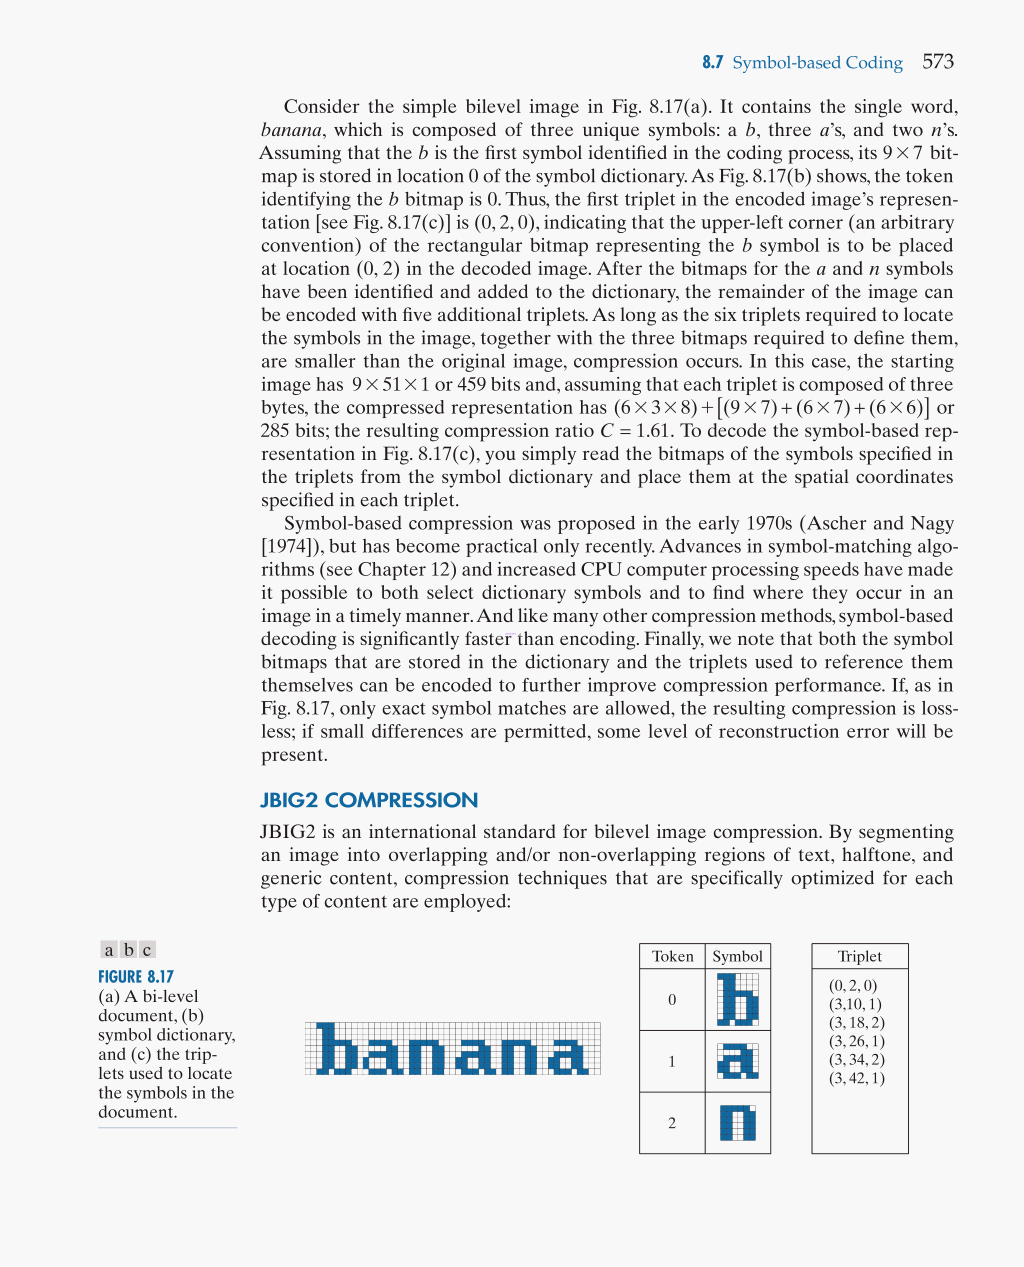 8.7 Symbol-based Coding 573
Consider the simple bilevel image in Fig. 8.17(a). It contains the single word,
banana, which is composed of three unique symbols: a b, three a’s, and two n’s.
Assuming that the b is the first symbol identified in the coding process, its 9 × 7 bit-
map is stored in location 0 of the symbol dictionary. As Fig. 8.17(b) shows, the token
identifying the b bitmap is 0. Thus, the first triplet in the encoded image’s represen-
tation [see Fig. 8.17(c)] is (0, 2, 0), indicating that the upper-left corner (an arbitrary
convention) of the rectangular bitmap representing the b symbol is to be placed
at location (0, 2) in the decoded image. After the bitmaps for the a and n symbols
have been identified and added to the dictionary, the remainder of the image can
be encoded with five additional triplets. As long as the six triplets required to locate
the symbols in the image, together with the three bitmaps required to define them,
are smaller than the original image, compression occurs. In this case, the starting
image has 9 × 51 × 1 or 459 bits and, assuming that each triplet is composed of three
bytes, the compressed representation has (6 × 3 × 8) + [(9 × 7) + (6 × 7) + (6 × 6)] or
285 bits; the resulting compression ratio C = 1.61. To decode the symbol-based rep-
resentation in Fig. 8.17(c), you simply read the bitmaps of the symbols specified in
the triplets from the symbol dictionary and place them at the spatial coordinates
specified in each triplet.
Symbol-based compression was proposed in the early 1970s (Ascher and Nagy
[1974]), but has become practical only recently. Advances in symbol-matching algo-
rithms (see Chapter 12) and increased CPU computer processing speeds have made
it possible to both select dictionary symbols and to find where they occur in an
image in a timely manner. And like many other compression methods, symbol-based
decoding is significantly faster than encoding. Finally, we note that both the symbol
bitmaps that are stored in the dictionary and the triplets used to reference them
themselves can be encoded to further improve compression performance. If, as in
Fig. 8.17, only exact symbol matches are allowed, the resulting compression is loss-
less; if small differences are permitted, some level of reconstruction error will be
present.
JBIG2 COMPRESSION
JBIG2 is an international standard for bilevel image compression. By segmenting
an image into overlapping and/or non-overlapping regions of text, halftone, and
generic content, compression techniques that are specifically optimized for each
type of content are employed:
a b c
FIGURE 8.17
(a) A bi-level
document, (b)
symbol dictionary,
and (c) the trip-
lets used to locate
the symbols in the
document.
banana
Token Symbol
0 b
1 a
2 n
Triplet
(0, 2, 0)
(3,10, 1)
(3, 18, 2)
(3, 26, 1)
(3, 34, 2)
(3, 42, 1)